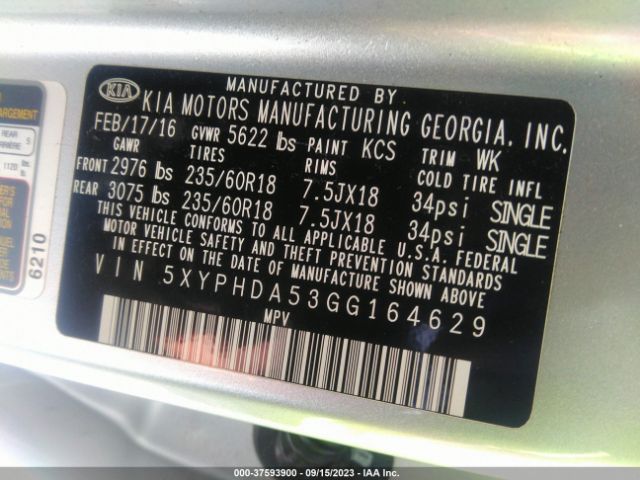 MANUFACTURED BY
KIA KIA MOTORS MANUFACTURING GEORGIA, INC.
FEB/17/16 GVWR 5622 lbs PAINT KCS TRIM WK
GAWR TIRES RIMS COLD TIRE INFL
FRONT 2976 lbs 235/60R18 7.5JX18 34psi SINGLE
REAR 3075 lbs 235/60R18 7.5JX18 34psi SINGLE
THIS VEHICLE CONFORMS TO ALL APPLICABLE U.S.A. FEDERAL
MOTOR VEHICLE SAFETY AND THEFT PREVENTION STANDARDS
IN EFFECT ON THE DATE OF MANUFACTURE SHOWN ABOVE
VIN 5XYPHDA53GG164629
MPV
REAR 5
6210
000-37593900 - 09/15/2023 - IAA Inc.